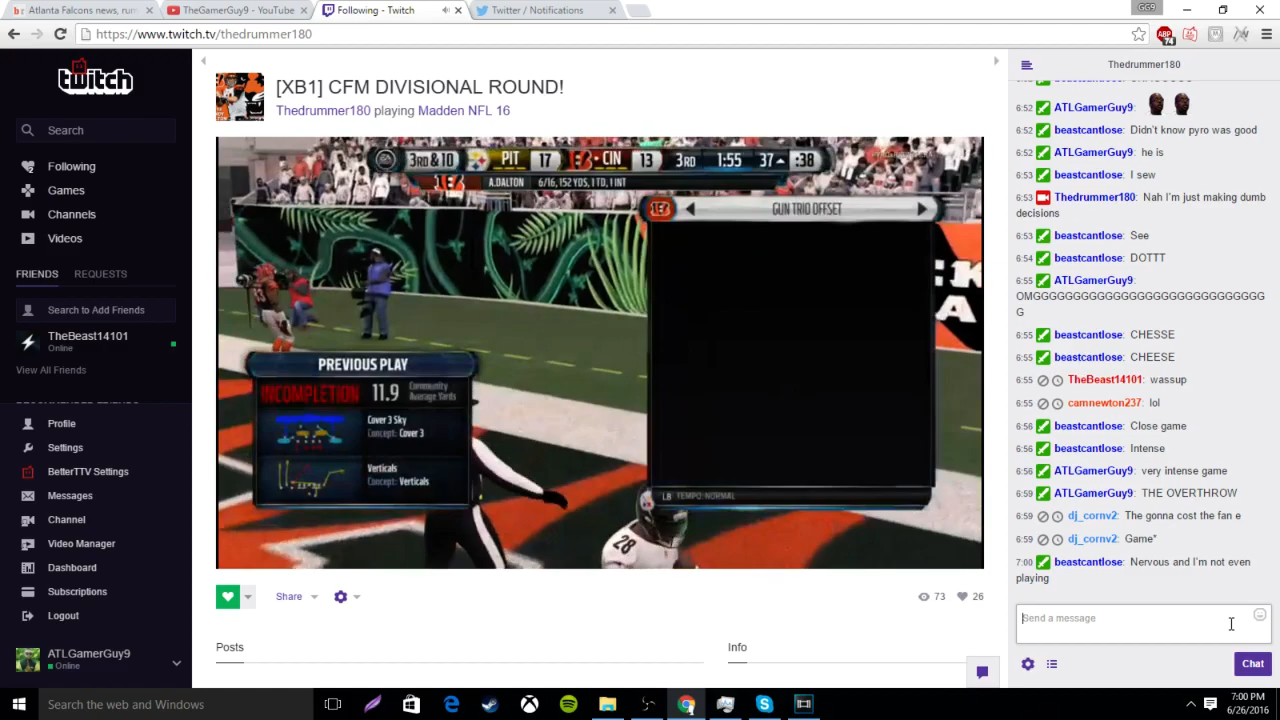 Atlanta Falcons news, rum
TheGamerGuy9 - YouTube
Following - Twitch
Twitter / Notifications
GG9
https://www.twitch.tv/thedrummer180
ABP
74
twitch
Search
Following
Games
Channels
Videos
FRIENDS
REQUESTS
Search to Add Friends
TheBeast14101
Online
View All Friends
Profile
Settings
BetterTTV Settings
Messages
Channel
Video Manager
Dashboard
Subscriptions
Logout
ATLGamerGuy9
Online
[XB1] CFM DIVISIONAL ROUND!
Thedrummer180 playing Madden NFL 16
3RD & 10 PIT 17 CIN 13 3RD 1:55 37 :38
A.DALTON 6/16, 152 YDS, 1 TD, 1 INT
GUN TRIO OFFSET
PREVIOUS PLAY
INCOMPLETION 11.9 Community
Average Yards
Cover 3 Sky
Concept: Cover 3
Verticals
Concept: Verticals
LB TEMPO: NORMAL
28
Share
73
26
Posts
Info
Thedrummer180
6:52 ATLGamerGuy9:
6:52 beastcantlose: Didn't know pyro was good
6:52 ATLGamerGuy9: he is
6:53 beastcantlose: I sew
6:53 Thedrummer180: Nah I'm just making dumb
decisions
6:53 beastcantlose: See
6:54 beastcantlose: DOTTT
6:55 ATLGamerGuy9:
OMGGGGGGGGGGGGGGGGGGGGGGGGGGGG
G
6:55 beastcantlose: CHESSE
6:55 beastcantlose: CHEESE
6:55 TheBeast14101: wassup
6:55 camnewton237: lol
6:56 beastcantlose: Close game
6:56 beastcantlose: Intense
6:56 ATLGamerGuy9: very intense game
6:59 ATLGamerGuy9: THE OVERTHROW
6:59 dj_cornv2: The gonna cost the fan e
6:59 dj_cornv2: Game*
7:00 beastcantlose: Nervous and I'm not even
playing
Send a message
Chat
Search the web and Windows
7:00 PM
6/26/2016